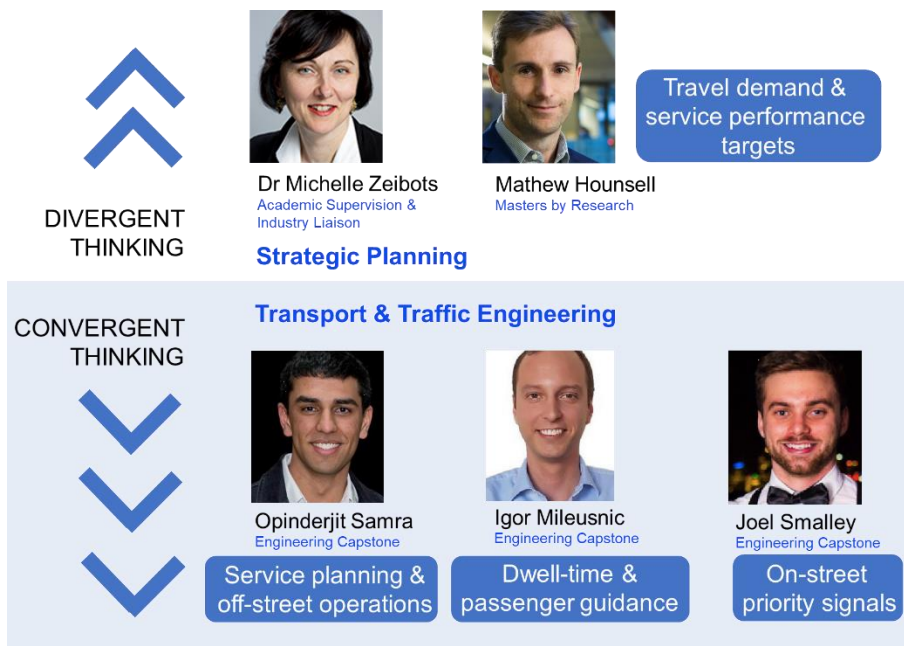 Travel demand &
service performance
targets
Dr Michelle Zeibots
Academic Supervision &
Industry Liaison
Mathew Hounsell
Masters by Research
DIVERGENT
THINKING
Strategic Planning
Transport & Traffic Engineering
CONVERGENT
THINKING
Opinderjit Samra
Engineering Capstone
Igor Mileusnic
Engineering Capstone
Joel Smalley
Engineering Capstone
Service planning &
off-street operations
Dwell-time &
passenger guidance
On-street
priority signals